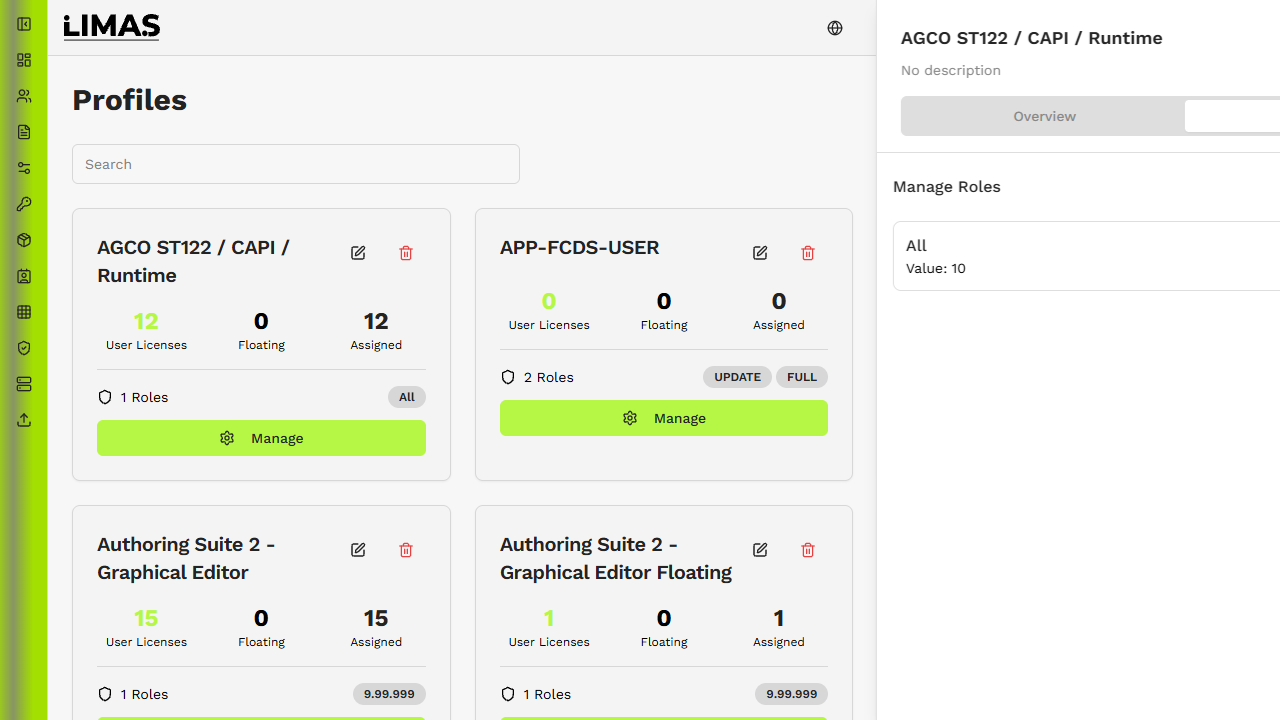 LIMAS
Profiles
Search
AGCO ST122 / CAPI /
Runtime
12
User Licenses
0
Floating
12
Assigned
1 Roles
All
Manage
APP-FCDS-USER
0
User Licenses
0
Floating
0
Assigned
2 Roles
UPDATE
FULL
Manage
Authoring Suite 2 -
Graphical Editor
15
User Licenses
0
Floating
15
Assigned
1 Roles
9.99.999
Authoring Suite 2 -
Graphical Editor Floating
1
User Licenses
0
Floating
1
Assigned
1 Roles
9.99.999
AGCO ST122 / CAPI / Runtime
No description
Overview
Manage Roles
All
Value: 10